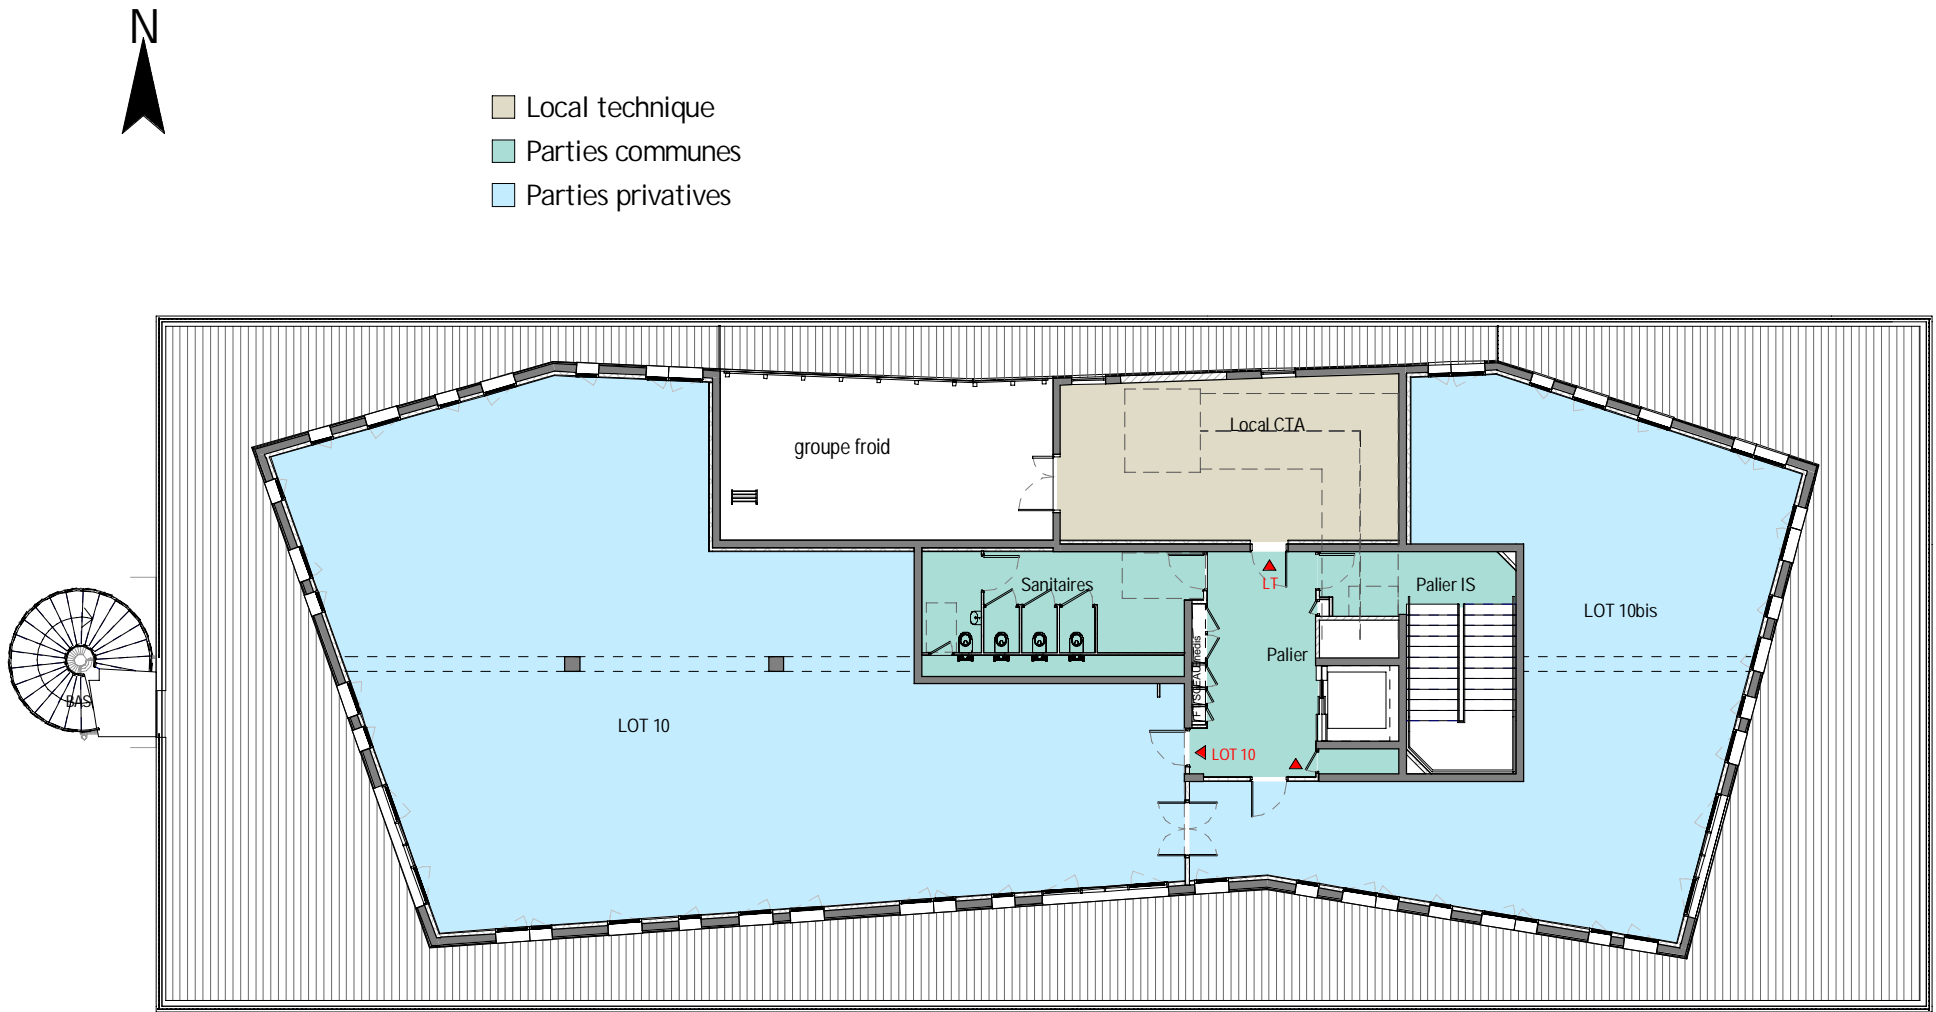 N
Local technique
Parties communes
Parties privatives
Local CTA
groupe froid
Sanitaires
LT
Palier IS
LOT 10bis
Palier
BAS
LOT 10
LOT 10